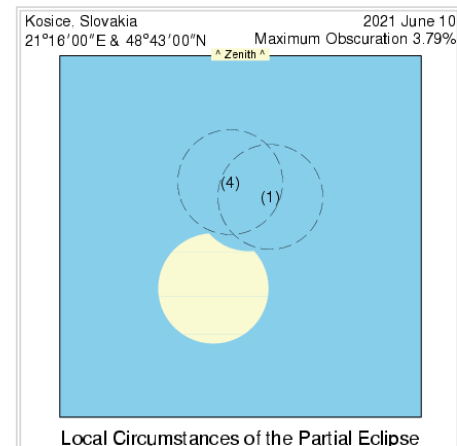 Kosice, Slovakia 2021 June 10
21°16′00″E & 48°43′00″N Maximum Obscuration 3.79%
^ Zenith ^
(4)
(1)
Local Circumstances of the Partial Eclipse